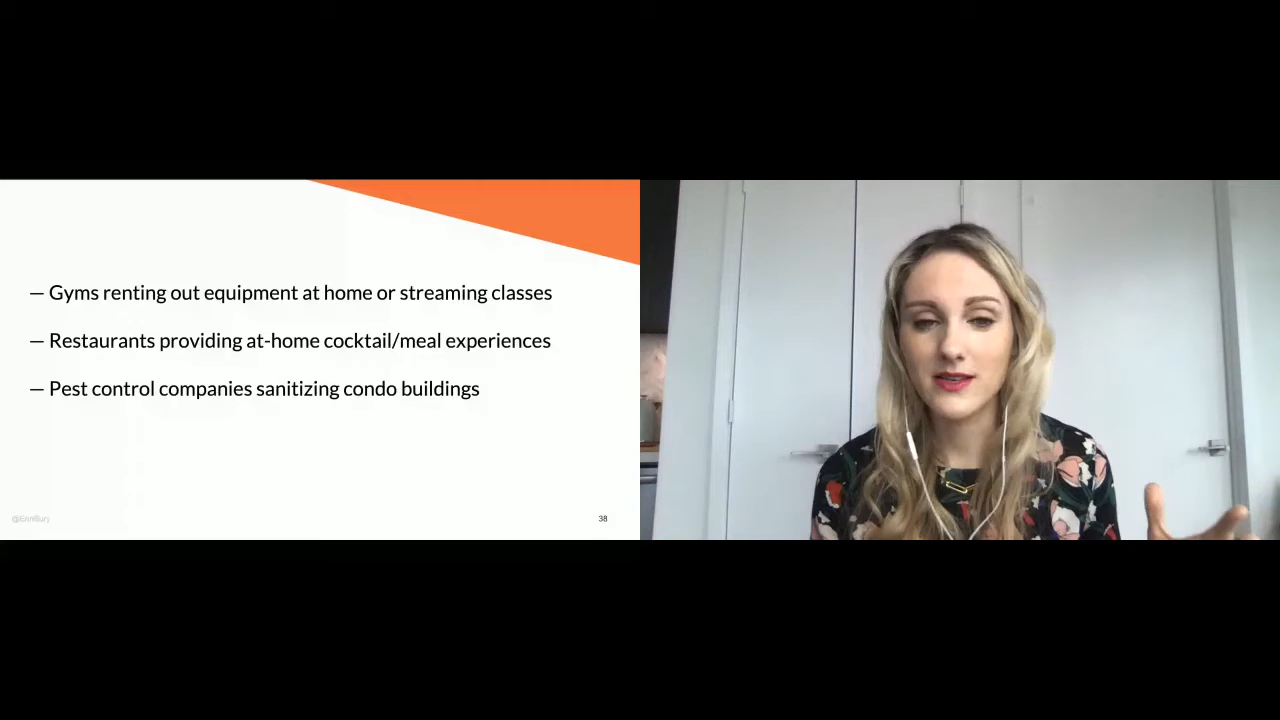 — Gyms renting out equipment at home or streaming classes
— Restaurants providing at-home cocktail/meal experiences
— Pest control companies sanitizing condo buildings
@ErinBury
38